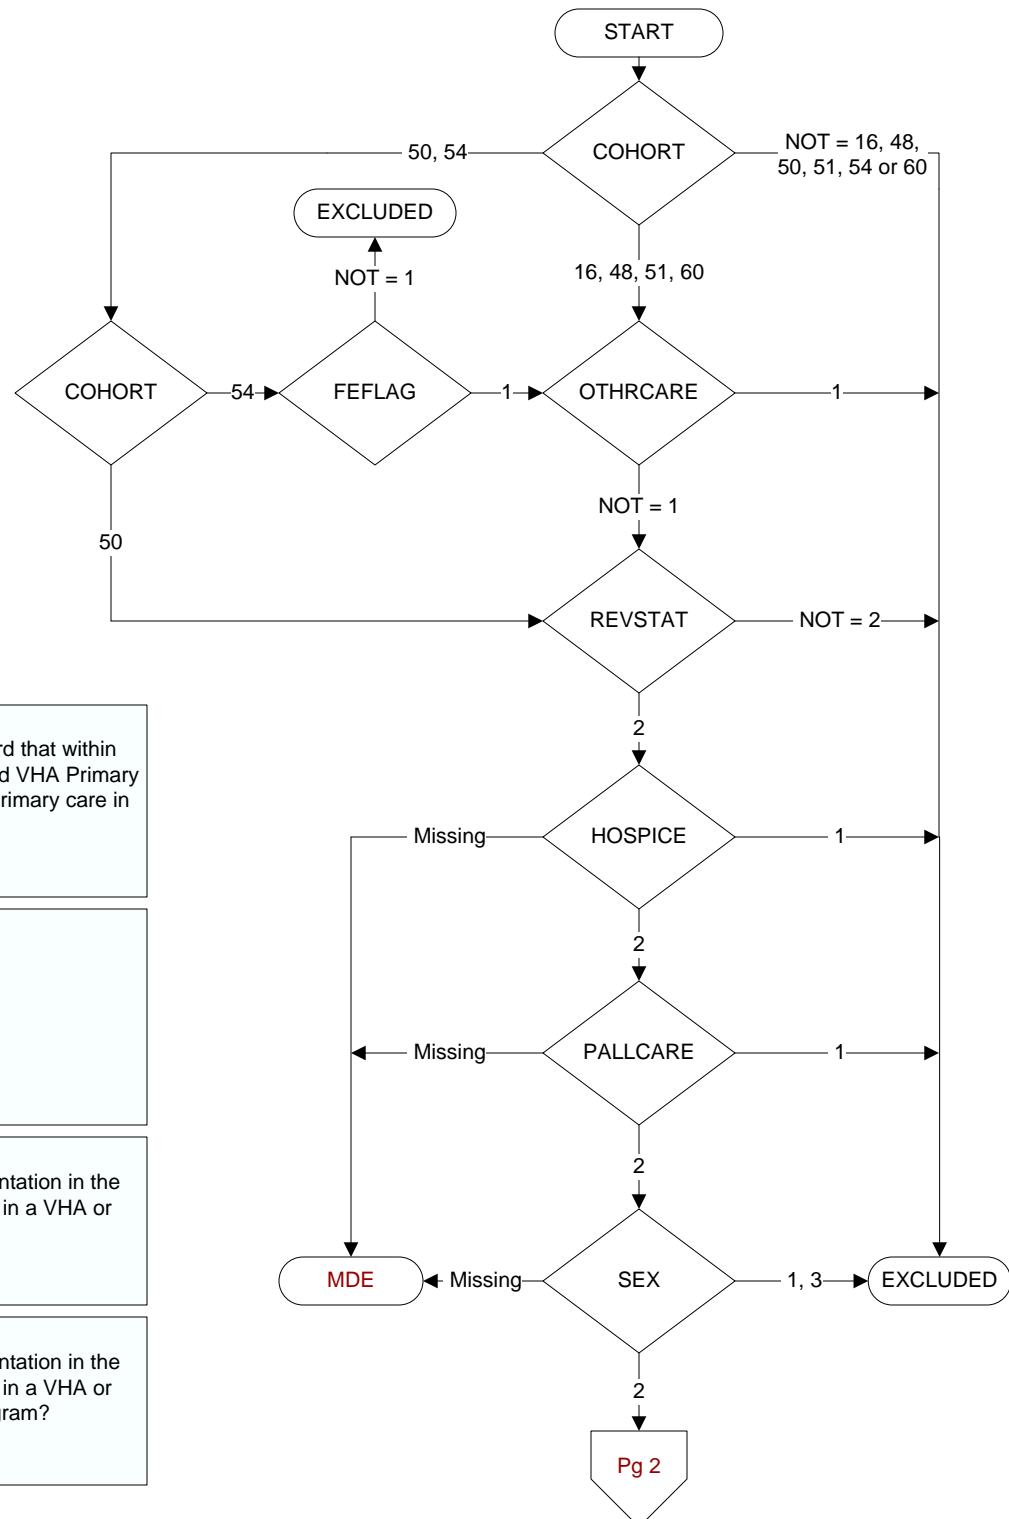 START
COHORT
50, 54
NOT = 16, 48,
50, 51, 54 or 60
EXCLUDED
NOT = 1
16, 48, 51, 60
COHORT
54
FEFLAG
1
OTHRCARE
1
NOT = 1
50
REVSTAT
NOT = 2
2
rd that within
d VHA Primary
rimary care in
Missing
HOSPICE
1
2
Missing
PALLCARE
1
2
ntation in the
in a VHA or
MDE
Missing
SEX
1, 3
EXCLUDED
2
ntation in the
in a VHA or
gram?
Pg 2